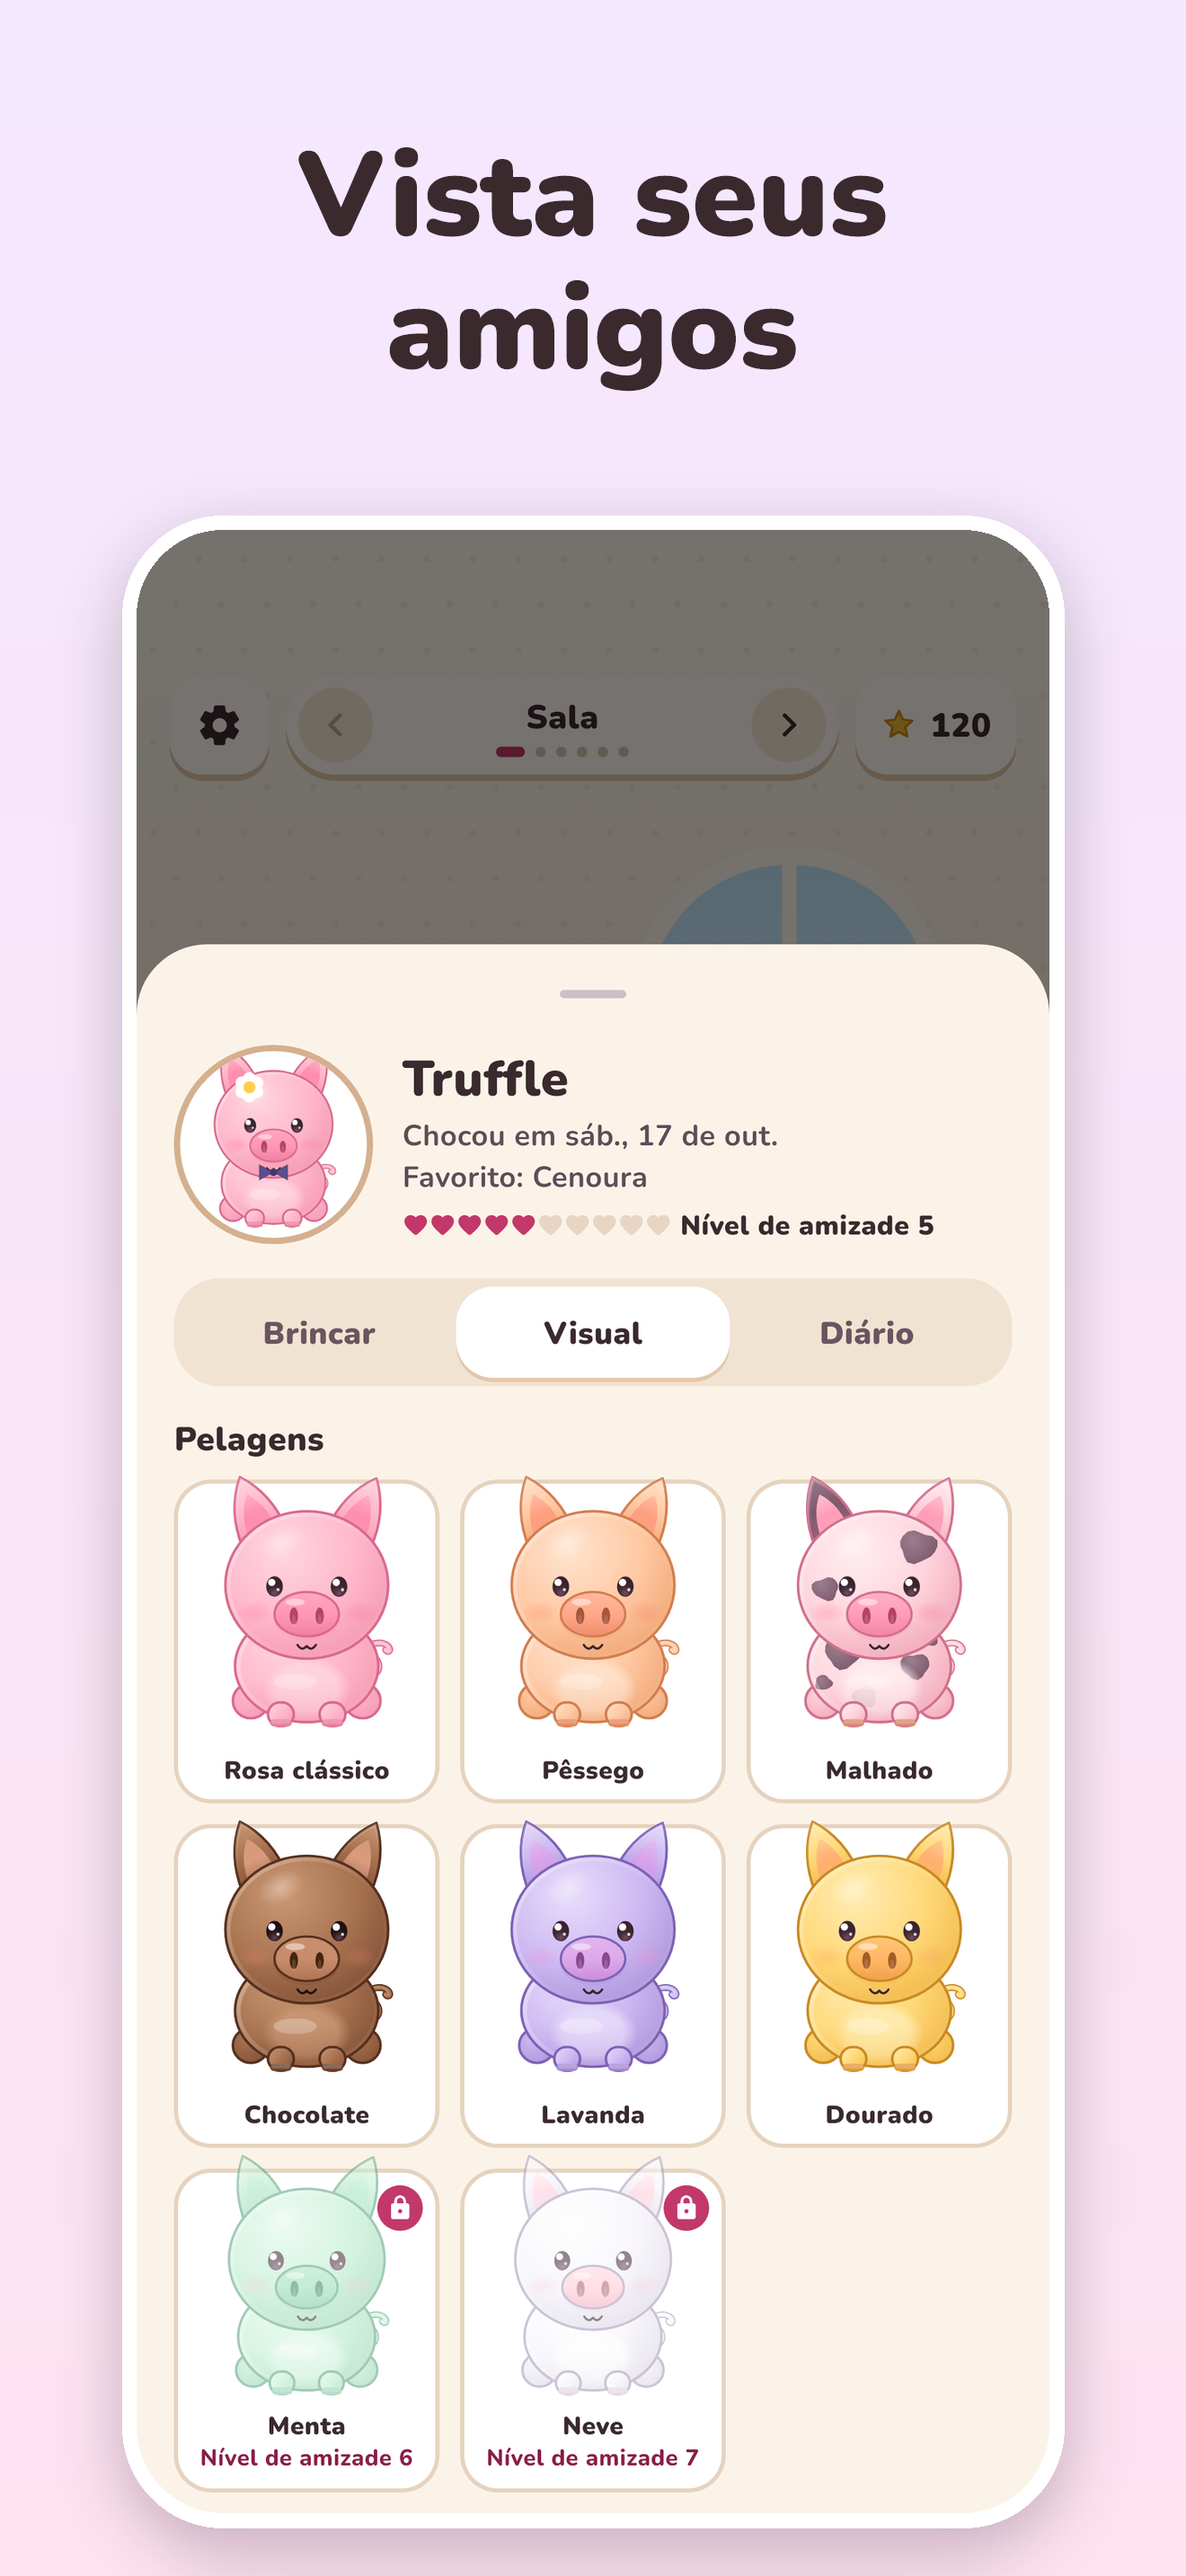 Vista seus
amigos
Sala
120
Truffle
Chocou em sáb., 17 de out.
Favorito: Cenoura
Nível de amizade 5
Brincar
Visual
Diário
Pelagens
Rosa clássico
Pêssego
Malhado
Chocolate
Lavanda
Dourado
Menta
Nível de amizade 6
Neve
Nível de amizade 7